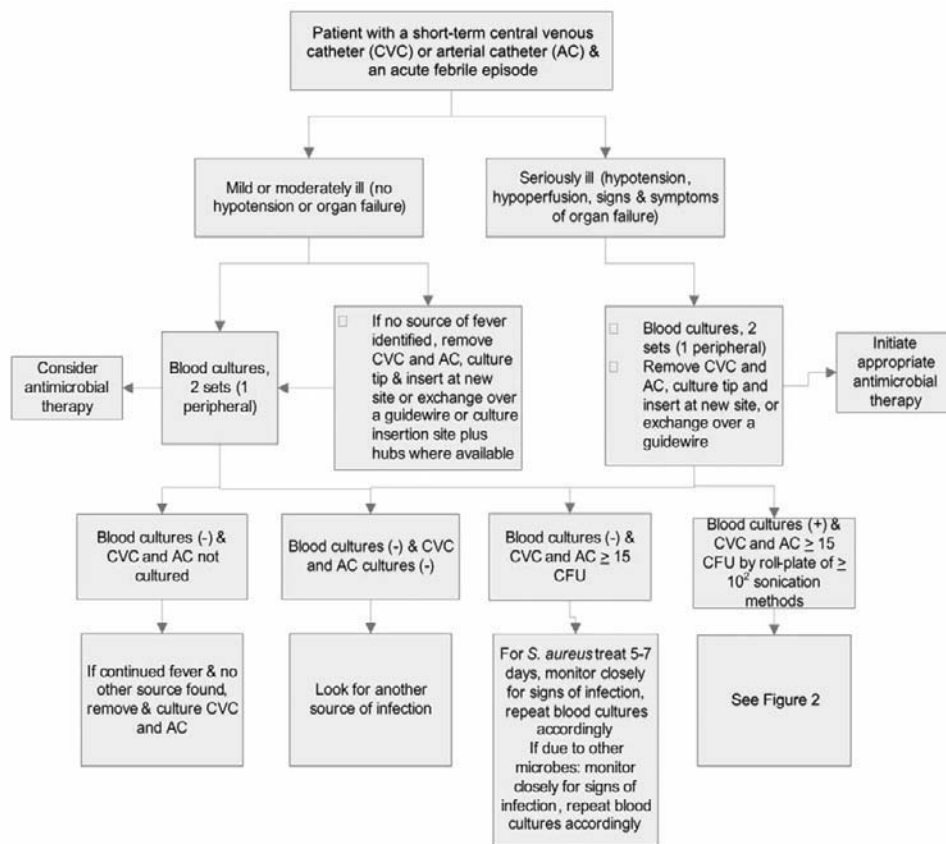 Patient with a short-term central venous
catheter (CVC) or arterial catheter (AC) &
an acute febrile episode
Mild or moderately ill (no
hypotension or organ failure)
Seriously ill (hypotension,
hypoperfusion, signs & symptoms
of organ failure)
Consider
antimicrobial
therapy
Blood cultures,
2 sets (1
peripheral)
If no source of fever
identified, remove
CVC and AC, culture
tip & insert at new
site or exchange over
a guidewire or culture
insertion site plus
hubs where available
Blood cultures, 2
sets (1 peripheral)
Remove CVC and
AC, culture tip and
insert at new site, or
exchange over a
guidewire
Initiate
appropriate
antimicrobial
therapy
Blood cultures (-) &
CVC and AC not
cultured
Blood cultures (-) & CVC
and AC cultures (-)
Blood cultures (-) &
CVC and AC ≥ 15
CFU
Blood cultures (+) &
CVC and AC ≥ 15
CFU by roll-plate of ≥
10² sonication
methods
If continued fever & no
other source found,
remove & culture CVC
and AC
Look for another
source of infection
For S. aureus treat 5-7
days, monitor closely
for signs of infection,
repeat blood cultures
accordingly
If due to other
microbes: monitor
closely for signs of
infection, repeat blood
cultures accordingly
See Figure 2